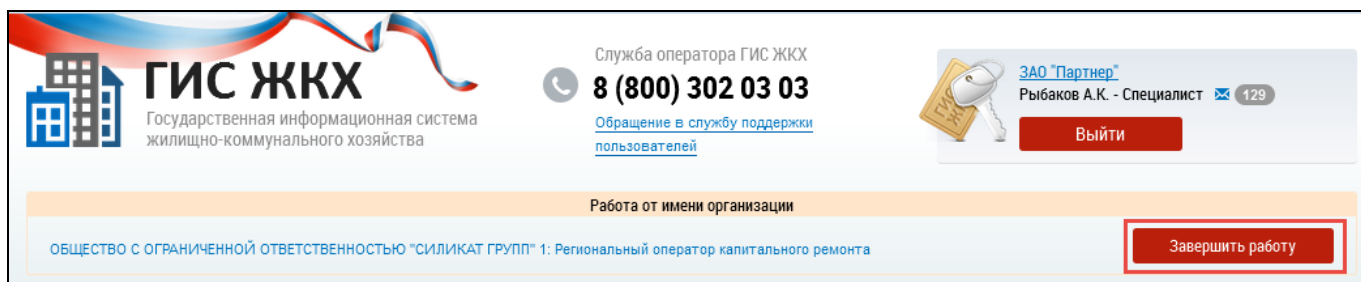 ГИС ЖКХ
Государственная информационная система
жилищно-коммунального хозяйства
Служба оператора ГИС ЖКХ
8 (800) 302 03 03
Обращение в службу поддержки
пользователей
ГИС
ЖК
ЗАО "Партнер"
Рыбаков А.К. - Специалист 129
Выйти
Работа от имени организации
ОБЩЕСТВО С ОГРАНИЧЕННОЙ ОТВЕТСТВЕННОСТЬЮ "СИЛИКАТ ГРУПП" 1: Региональный оператор капитального ремонта
Завершить работу